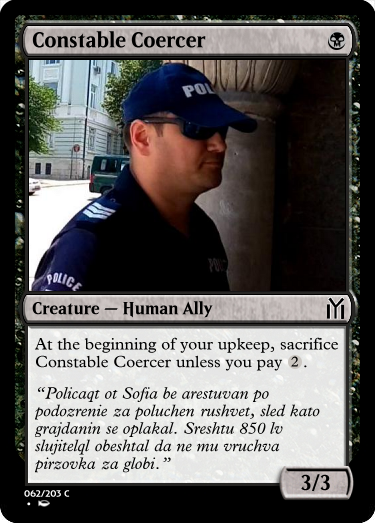 Constable Coercer
POL
POLICE
Creature — Human Ally
At the beginning of your upkeep, sacrifice
Constable Coercer unless you pay 2.
“Policaqt ot Sofia be arestuvan po
podozrenie za poluchen rushvet, sled kato
grajdanin se oplakal. Sreshtu 850 lv
slujitelql obeshtal da ne mu vruchva
pirzovka za globi.”
3/3
062/203 C